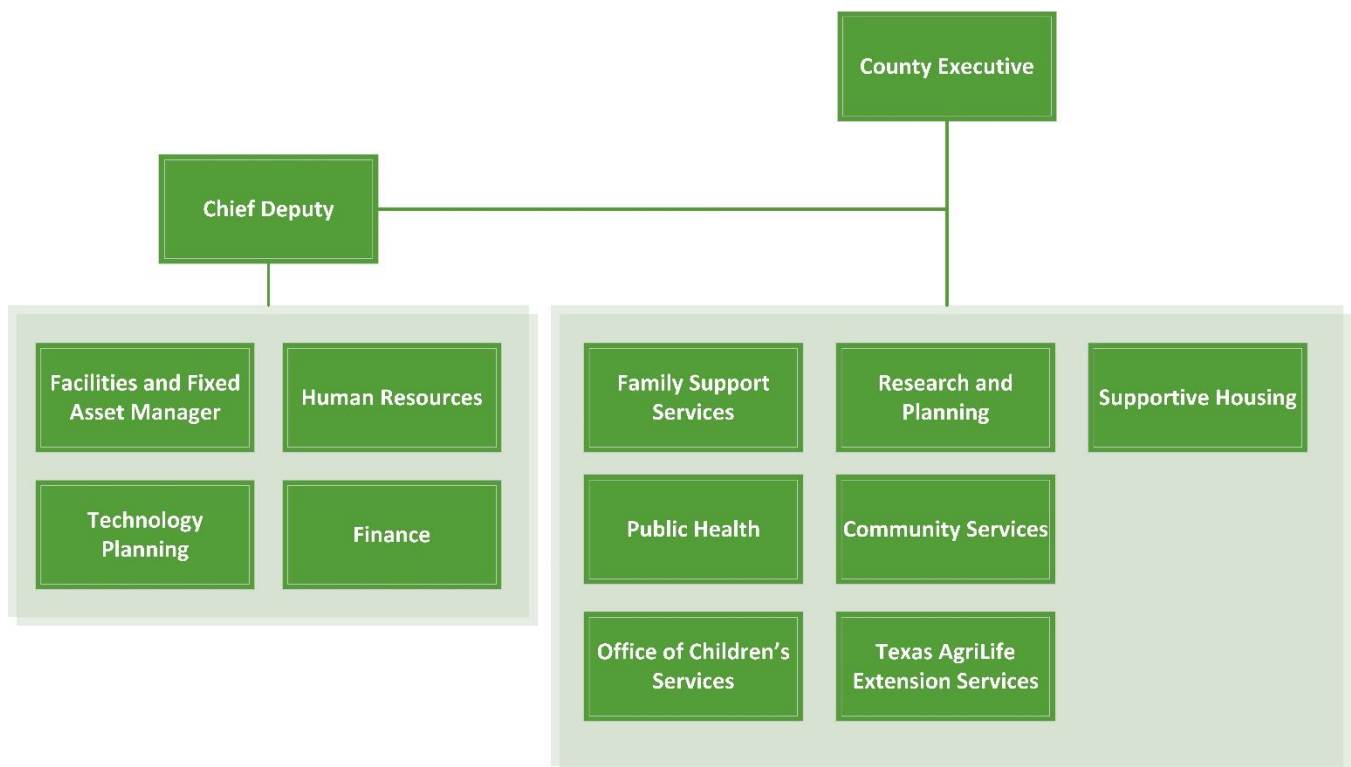 County Executive
Chief Deputy
Facilities and Fixed
Asset Manager
Human Resources
Technology
Planning
Finance
Family Support
Services
Research and
Planning
Supportive Housing
Public Health
Community Services
Office of Children’s
Services
Texas AgriLife
Extension Services